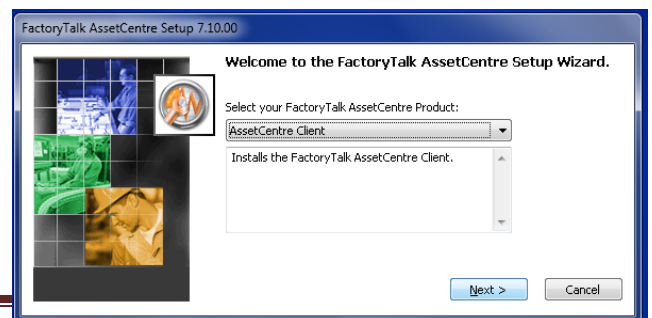 FactoryTalk AssetCentre Setup 7.10.00
Welcome to the FactoryTalk AssetCentre Setup Wizard.
Select your FactoryTalk AssetCentre Product:
AssetCentre Client
Installs the FactoryTalk AssetCentre Client.
Next >
Cancel